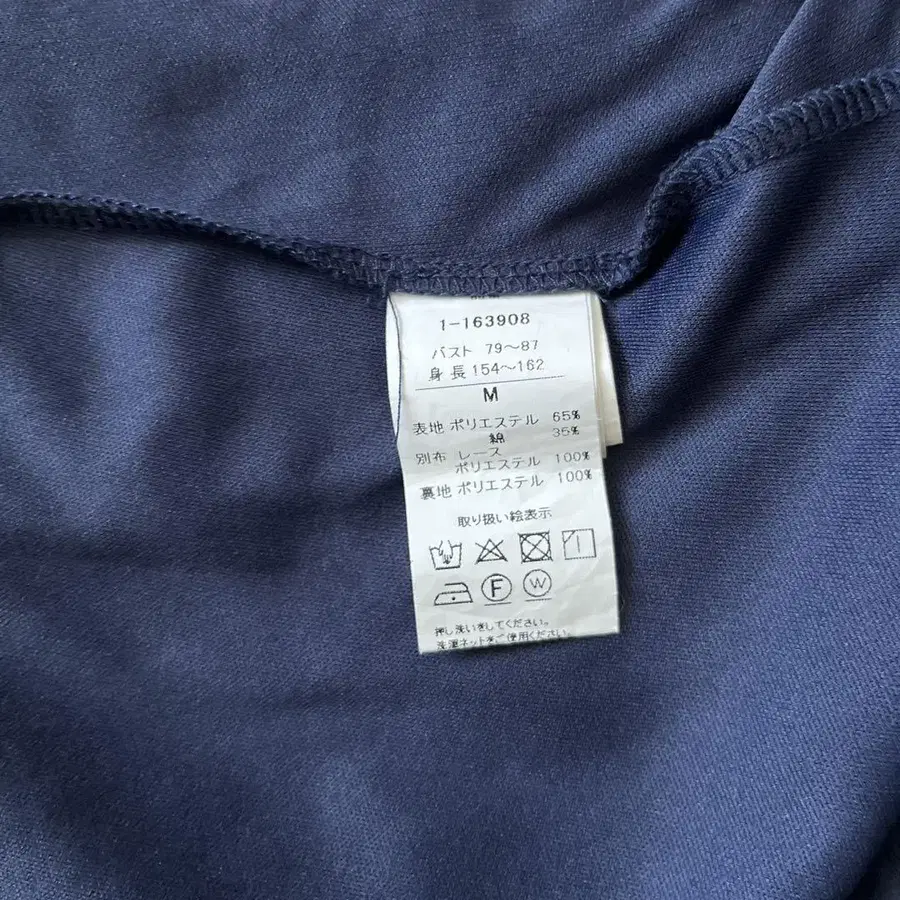 1-163908
バスト 79〜87
身長 154〜162
M
表地 ポリエステル 65%
綿 35%
別布 レース
ポリエステル 100%
裏地 ポリエステル 100%
取り扱い絵表示
F W
押し洗いをしてください。
洗濯ネットをご使用ください。